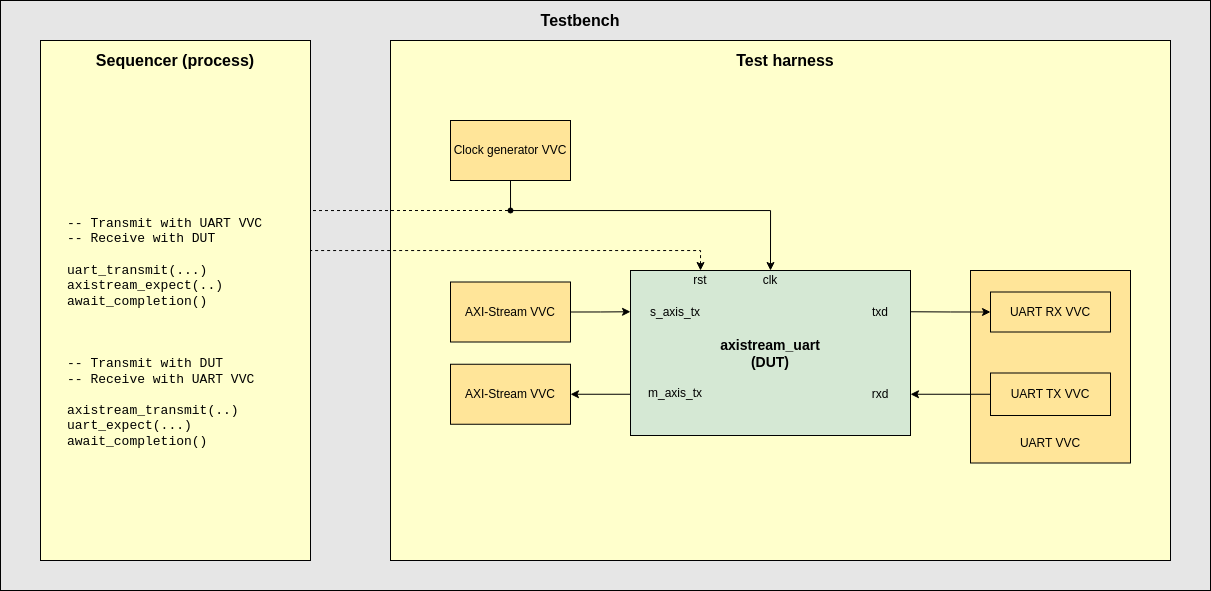 Testbench
Sequencer (process)
-- Transmit with UART VVC
-- Receive with DUT
uart_transmit(...)
axistream_expect(..)
await_completion()
-- Transmit with DUT
-- Receive with UART VVC
axistream_transmit(..)
uart_expect(...)
await_completion()
Test harness
Clock generator VVC
AXI-Stream VVC
AXI-Stream VVC
rst
clk
s_axis_tx
txd
axistream_uart
(DUT)
m_axis_tx
rxd
UART RX VVC
UART TX VVC
UART VVC